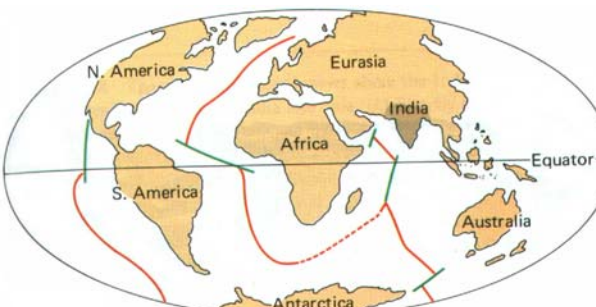 N. America
Eurasia
India
Africa
Equator
S. America
Australia
Antarctica